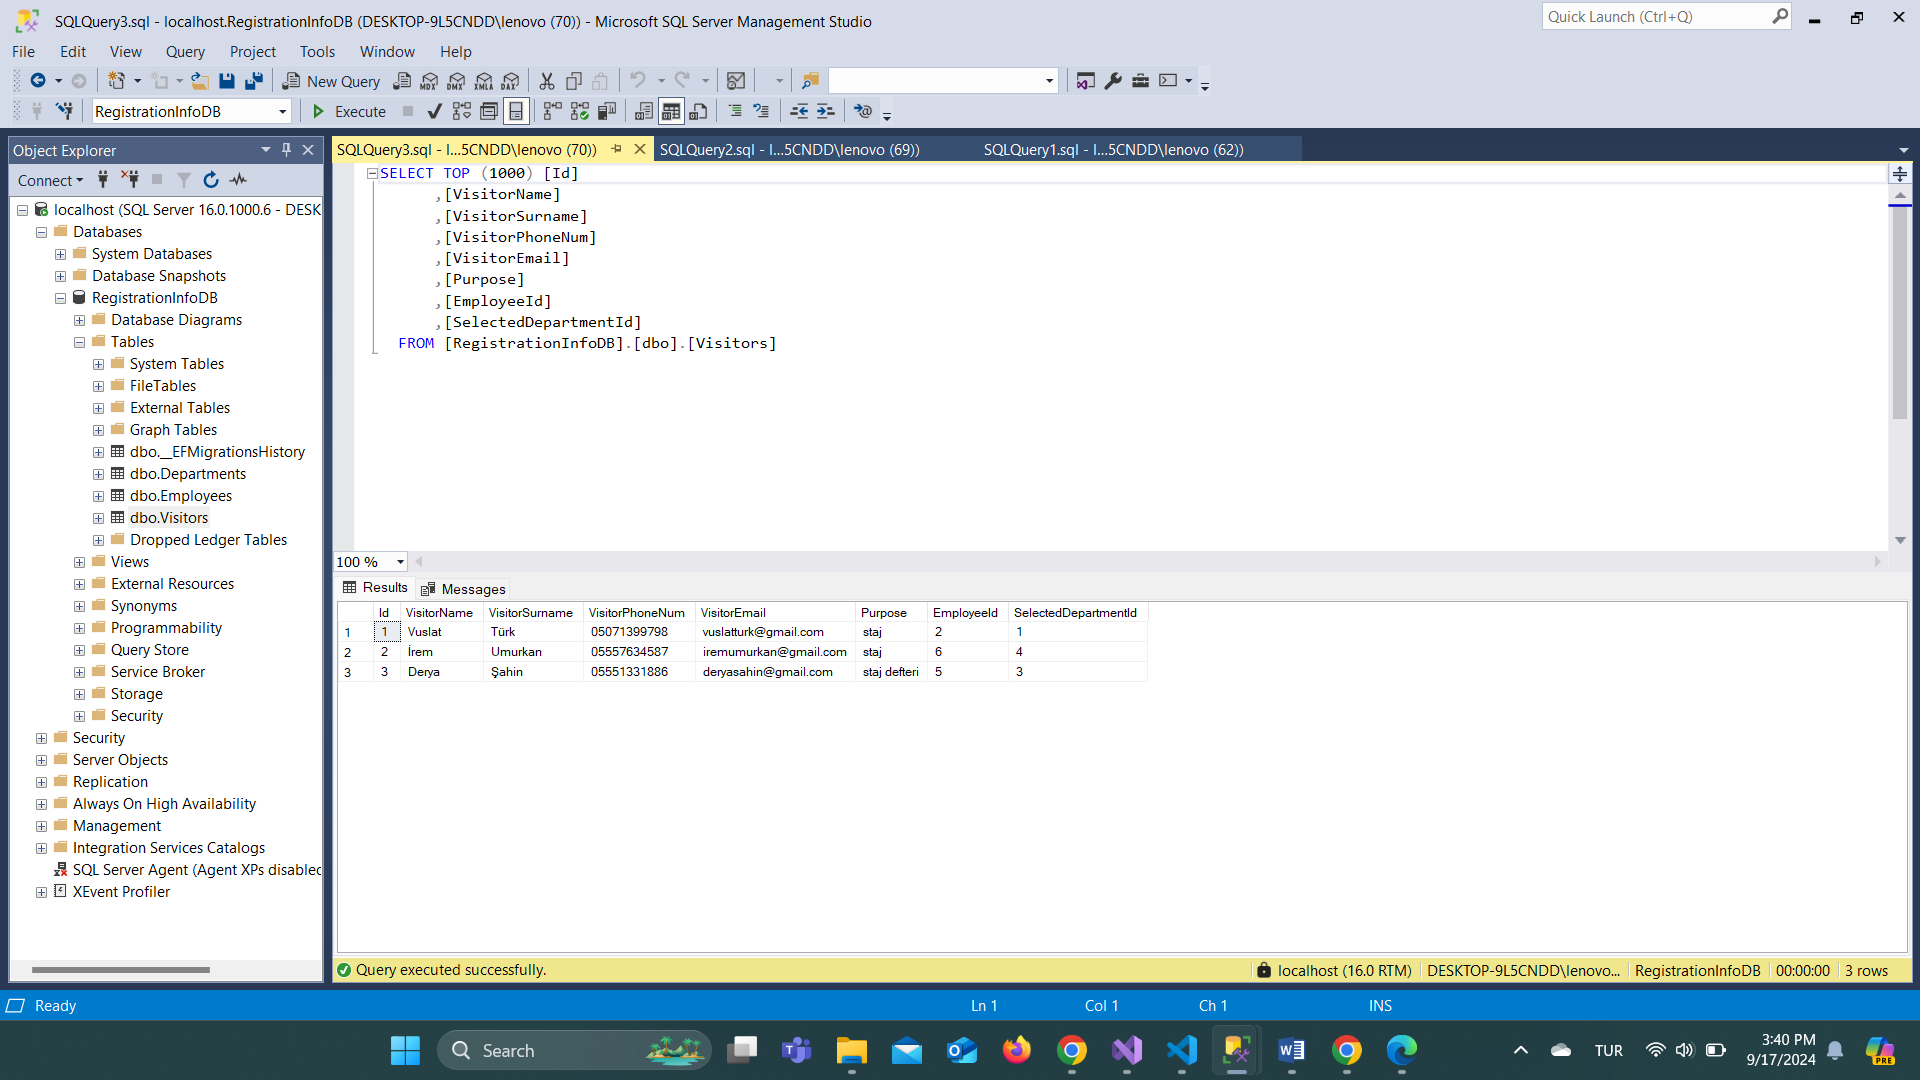 SQLQuery3.sql - localhost.RegistrationInfoDB (DESKTOP-9L5CNDD\lenovo (70)) - Microsoft SQL Server Management Studio
Quick Launch (Ctrl+Q)
File Edit View Query Project Tools Window Help
New Query MDX DMX XMLA DAX
RegistrationInfoDB Execute
Object Explorer
Connect
localhost (SQL Server 16.0.1000.6 - DESK
Databases
System Databases
Database Snapshots
RegistrationInfoDB
Database Diagrams
Tables
System Tables
FileTables
External Tables
Graph Tables
dbo.__EFMigrationsHistory
dbo.Departments
dbo.Employees
dbo.Visitors
Dropped Ledger Tables
Views
External Resources
Synonyms
Programmability
Query Store
Service Broker
Storage
Security
Security
Server Objects
Replication
Always On High Availability
Management
Integration Services Catalogs
SQL Server Agent (Agent XPs disabled
XEvent Profiler
SQLQuery3.sql - l...5CNDD\lenovo (70)) SQLQuery2.sql - l...5CNDD\lenovo (69)) SQLQuery1.sql - l...5CNDD\lenovo (62))
SELECT TOP (1000) [Id]
,[VisitorName]
,[VisitorSurname]
,[VisitorPhoneNum]
,[VisitorEmail]
,[Purpose]
,[EmployeeId]
,[SelectedDepartmentId]
FROM [RegistrationInfoDB].[dbo].[Visitors]
100 %
Results Messages
Id VisitorName VisitorSurname VisitorPhoneNum VisitorEmail Purpose EmployeeId SelectedDepartmentId
1 1 Vuslat Türk 05071399798 vuslatturk@gmail.com staj 2 1
2 2 İrem Umurkan 05557634587 iremumurkan@gmail.com staj 6 4
3 3 Derya Şahin 05551331886 deryasahin@gmail.com staj defteri 5 3
Query executed successfully. localhost (16.0 RTM) DESKTOP-9L5CNDD\lenovo... RegistrationInfoDB 00:00:00 3 rows
Ready Ln 1 Col 1 Ch 1 INS
Search TUR 3:40 PM
9/17/2024
PRE